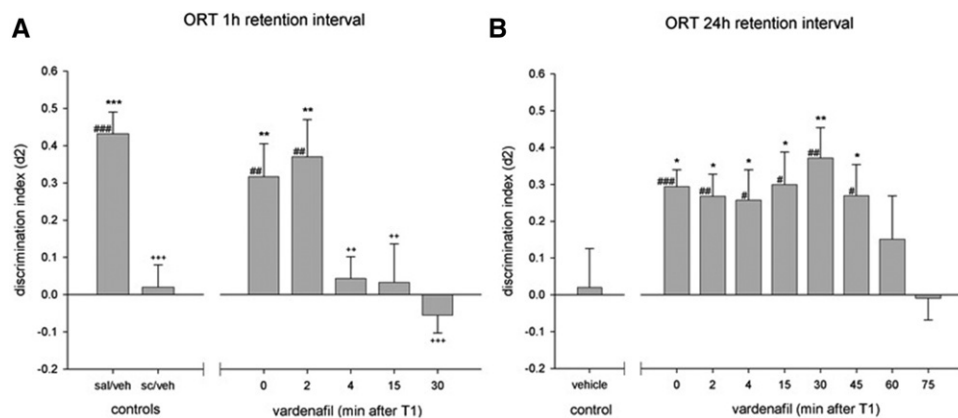 A
ORT 1h retention interval
discrimination index (d2)
0.6
0.5
0.4
0.3
0.2
0.1
0.0
-0.1
-0.2
***
###
+++
**
##
**
##
++
++
+++
sal/veh sc/veh
0 2 4 15 30
controls
vardenafil (min after T1)
B
ORT 24h retention interval
discrimination index (d2)
0.6
0.5
0.4
0.3
0.2
0.1
0.0
-0.1
-0.2
*
###
*
##
*
#
*
#
**
##
*
#
vehicle
0 2 4 15 30 45 60 75
control
vardenafil (min after T1)